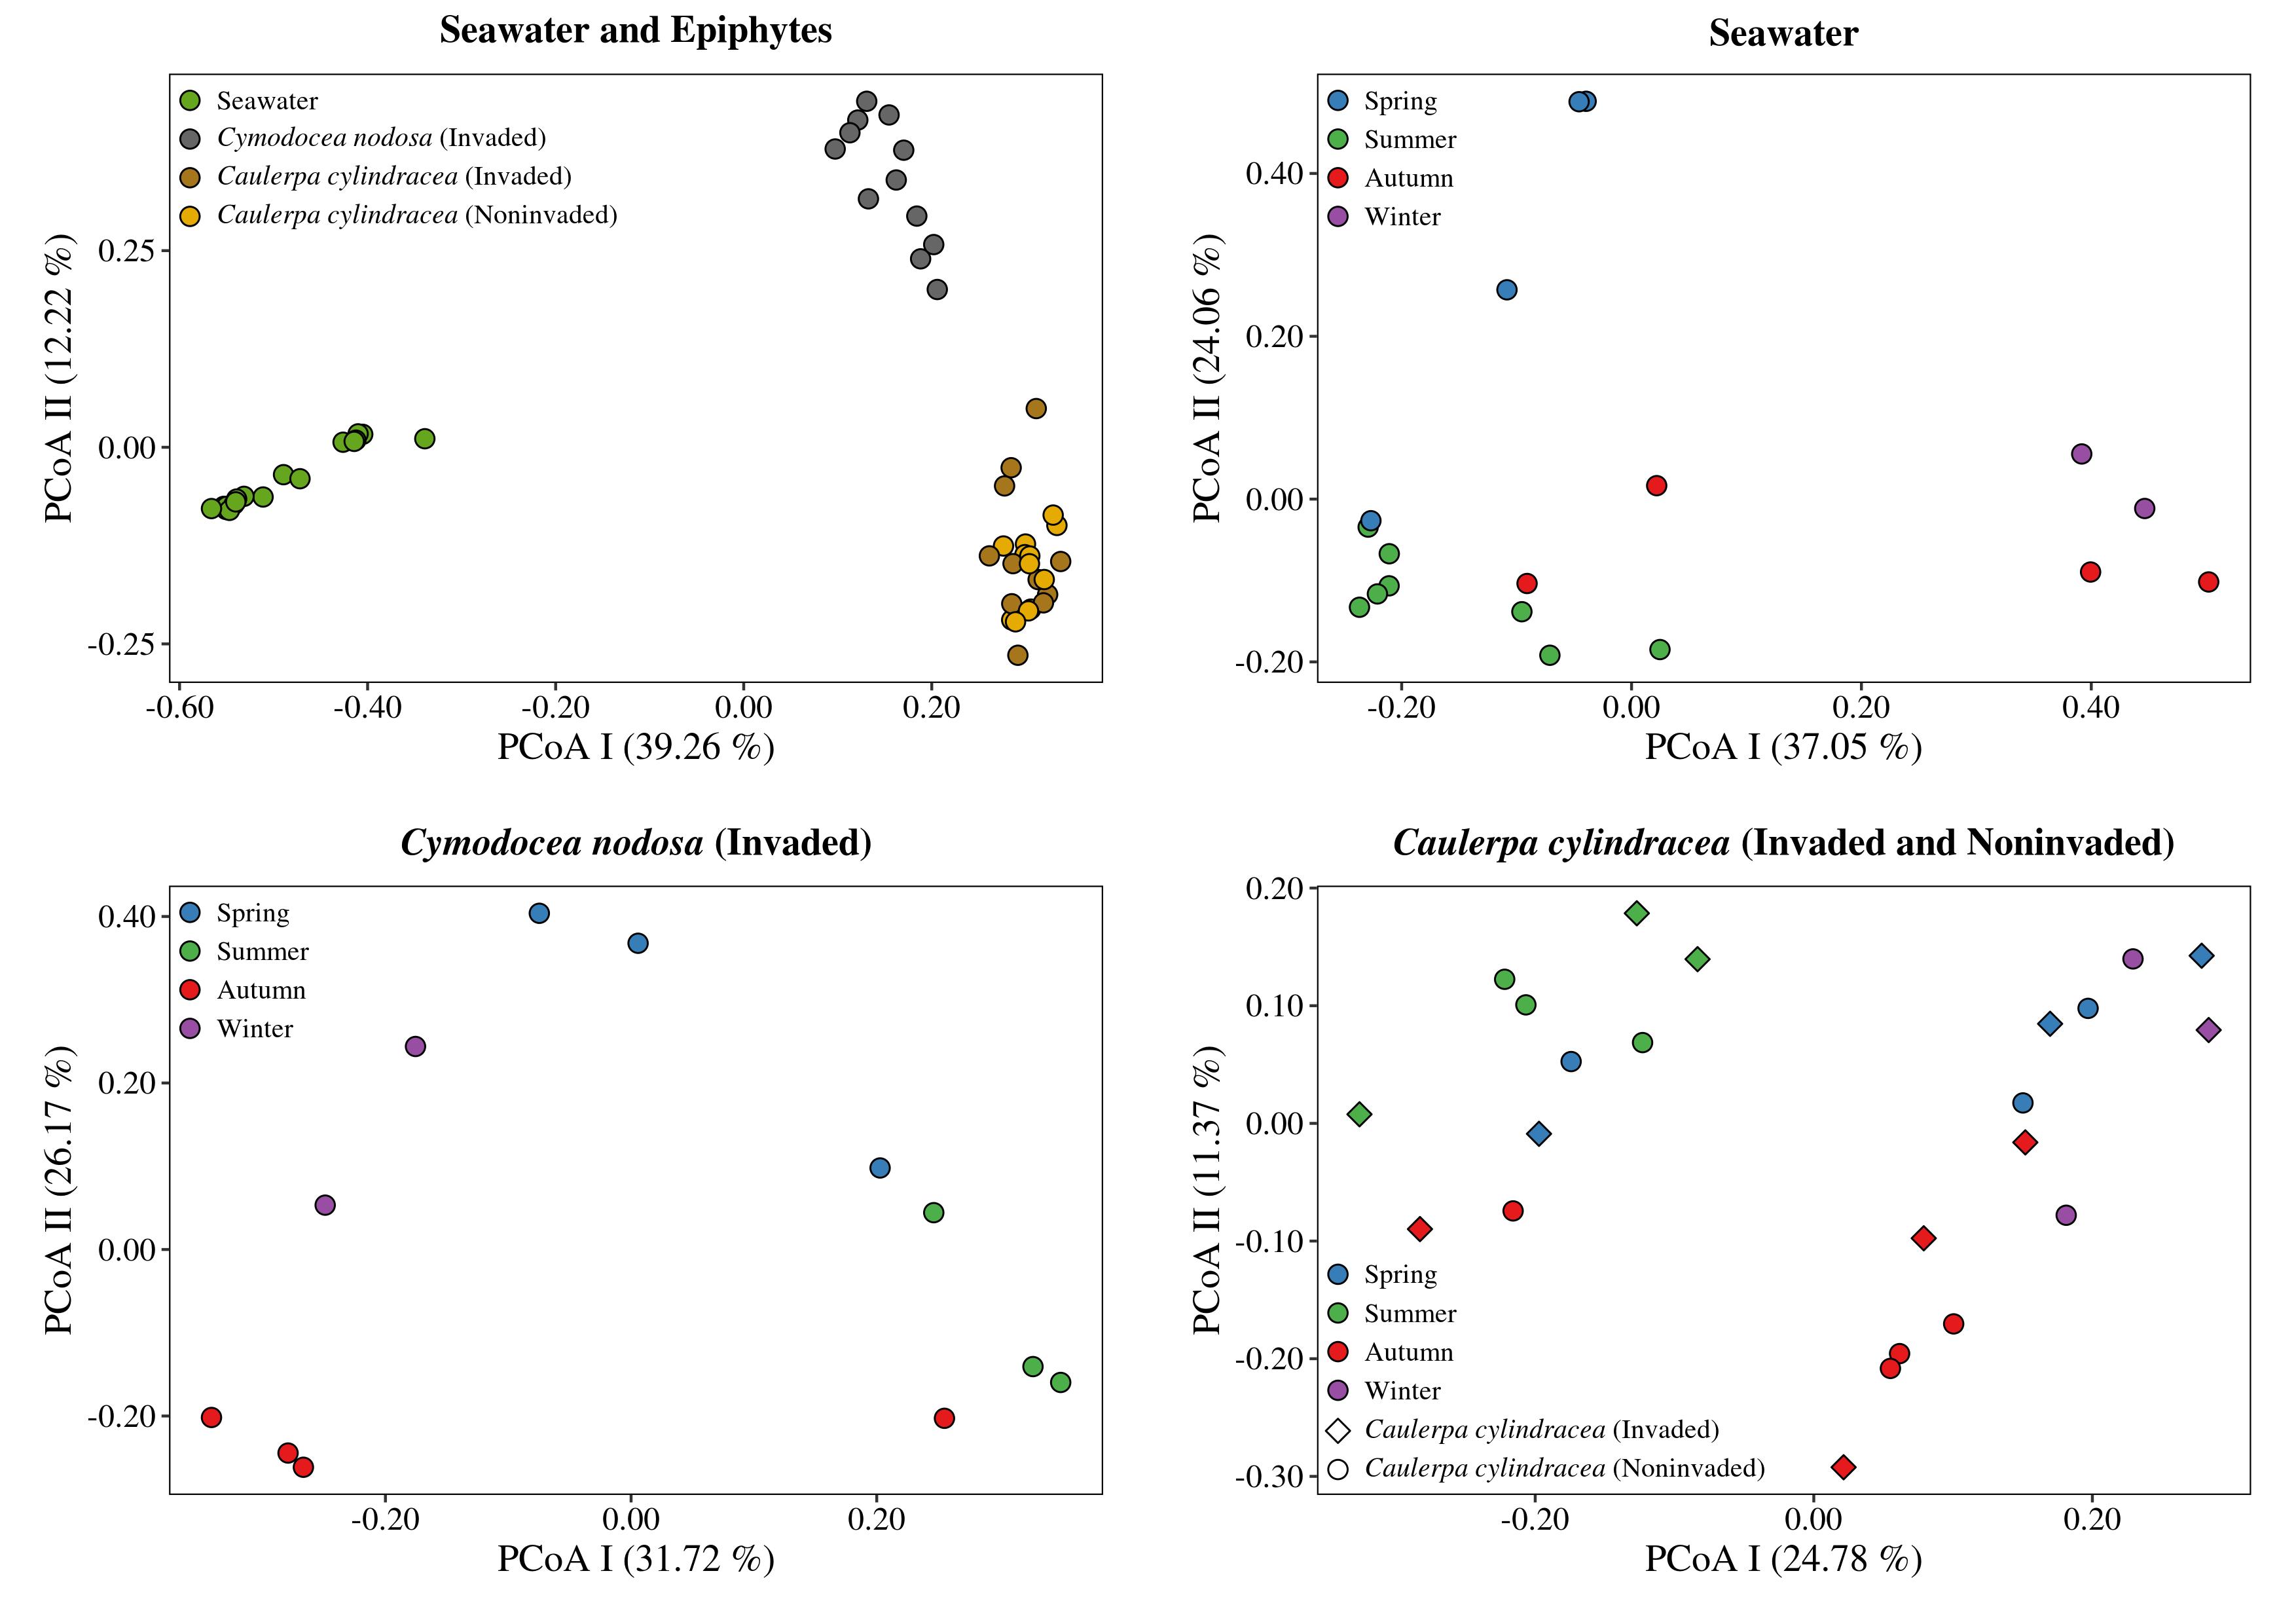 Seawater and Epiphytes
Seawater
Cymodocea nodosa (Invaded)
Caulerpa cylindracea (Invaded)
Caulerpa cylindracea (Noninvaded)
0.25
0.00
-0.25
-0.60 -0.40 -0.20 0.00 0.20
PCoA I (39.26 %)
PCoA II (12.22 %)
Seawater
Spring
Summer
Autumn
Winter
0.40
0.20
0.00
-0.20
-0.20 0.00 0.20 0.40
PCoA I (37.05 %)
PCoA II (24.06 %)
Cymodocea nodosa (Invaded)
Spring
Summer
Autumn
Winter
0.40
0.20
0.00
-0.20
-0.20 0.00 0.20
PCoA I (31.72 %)
PCoA II (26.17 %)
Caulerpa cylindracea (Invaded and Noninvaded)
0.20
0.10
0.00
-0.10
-0.20
-0.30
Spring
Summer
Autumn
Winter
Caulerpa cylindracea (Invaded)
Caulerpa cylindracea (Noninvaded)
-0.20 0.00 0.20
PCoA I (24.78 %)
PCoA II (11.37 %)